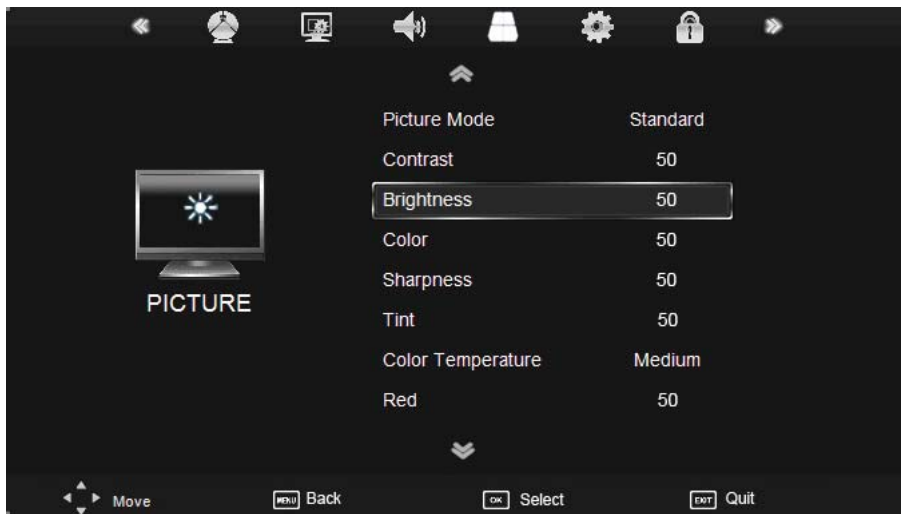 Picture Mode Standard
Contrast 50
Brightness 50
Color 50
Sharpness 50
Tint 50
Color Temperature Medium
Red 50
PICTURE
Move MENU Back OK Select EXIT Quit